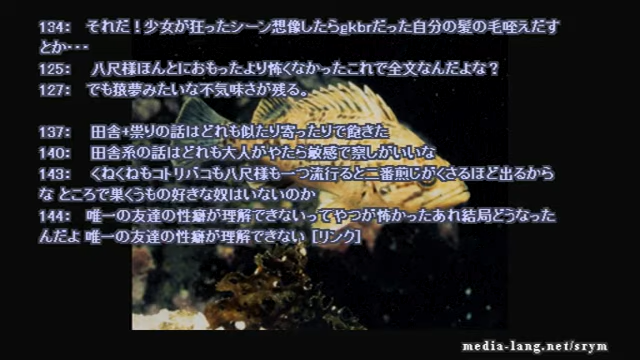 134:　それだ！少女が狂ったシーン想像したらgkbrだった自分の髪の毛咥えだす
とか・・・
125:　八尺様ほんとにおもったより怖くなかったこれで全文なんだよな？
127:　でも猿夢みたいな不気味さが残る。
137:　田舎+祟りの話はどれも似たり寄ったりで飽きた
140:　田舎系の話はどれも大人がやたら敏感で察しがいいな
143:　くねくねもコトリバコも八尺様も一つ流行ると二番煎じがくさるほど出るから
な ところで巣くうもの好きな奴はいないのか
144:　唯一の友達の性癖が理解できないってやつが怖かったあれ結局どうなった
んだよ 唯一の友達の性癖が理解できない [リンク]
media-lang.net/srym